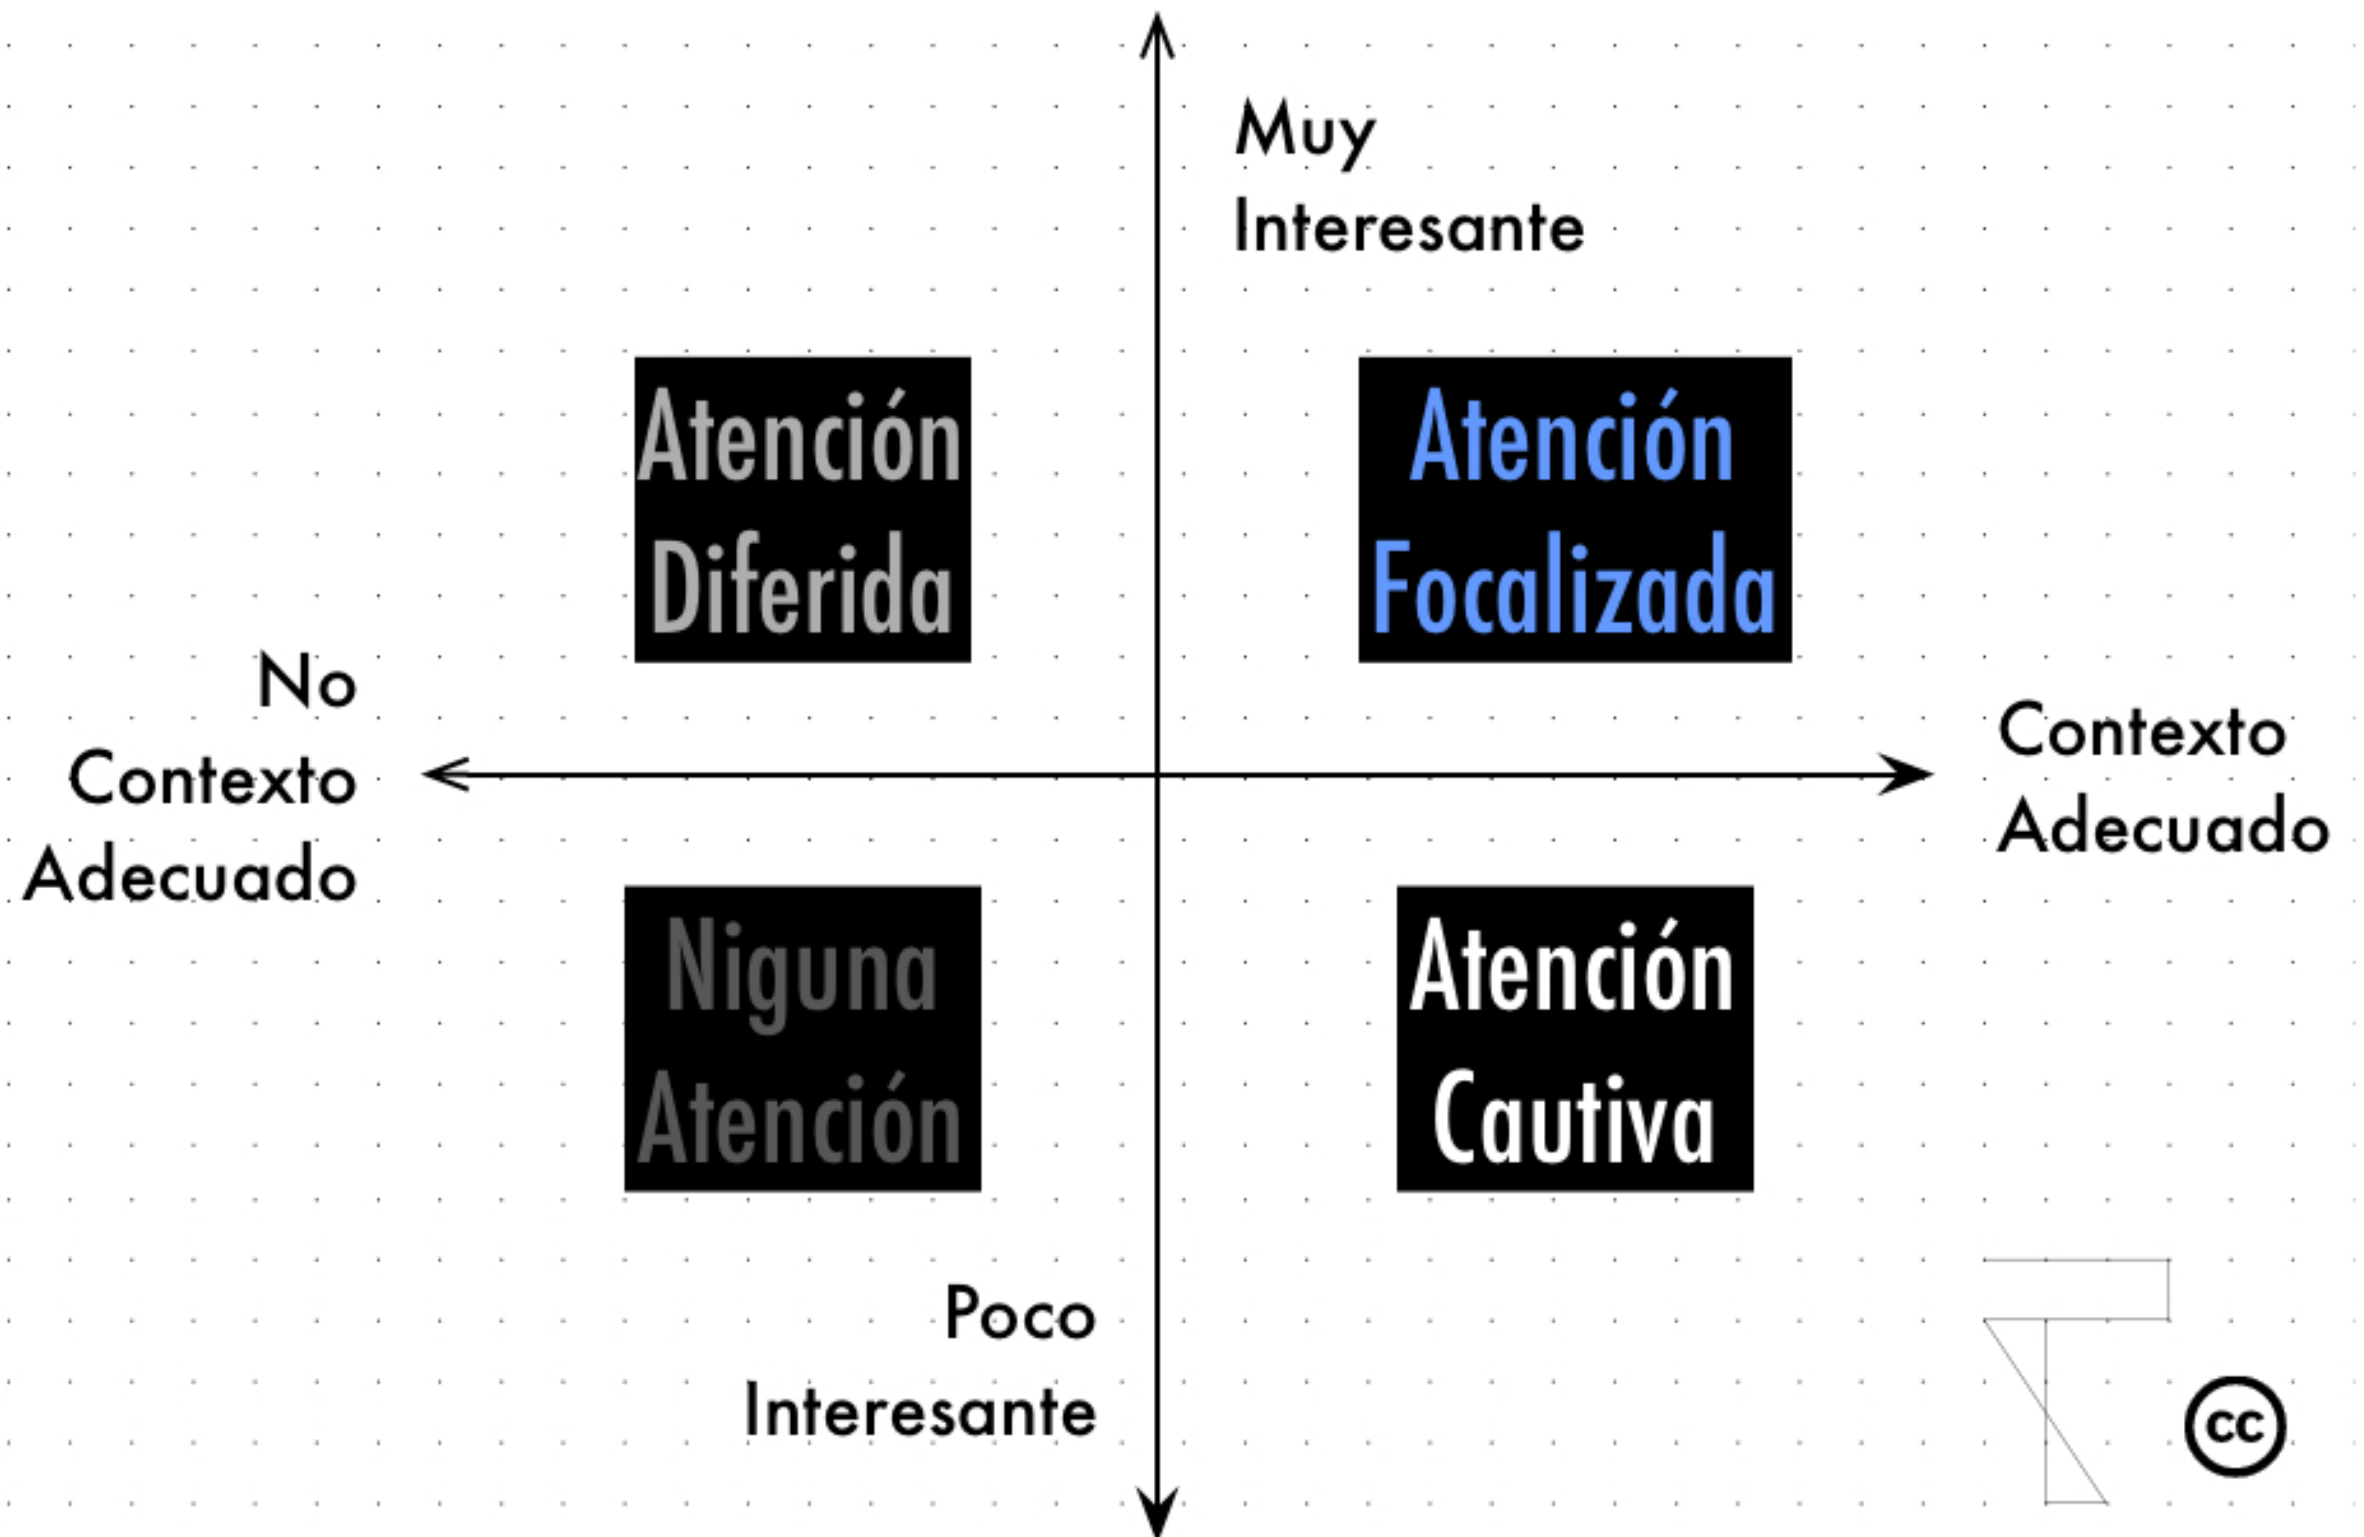 Muy
Interesante
Atención
Diferida
Atención
Focalizada
No
Contexto
Adecuado
Contexto
Adecuado
Niguna
Atención
Atención
Cautiva
Poco
Interesante
cc